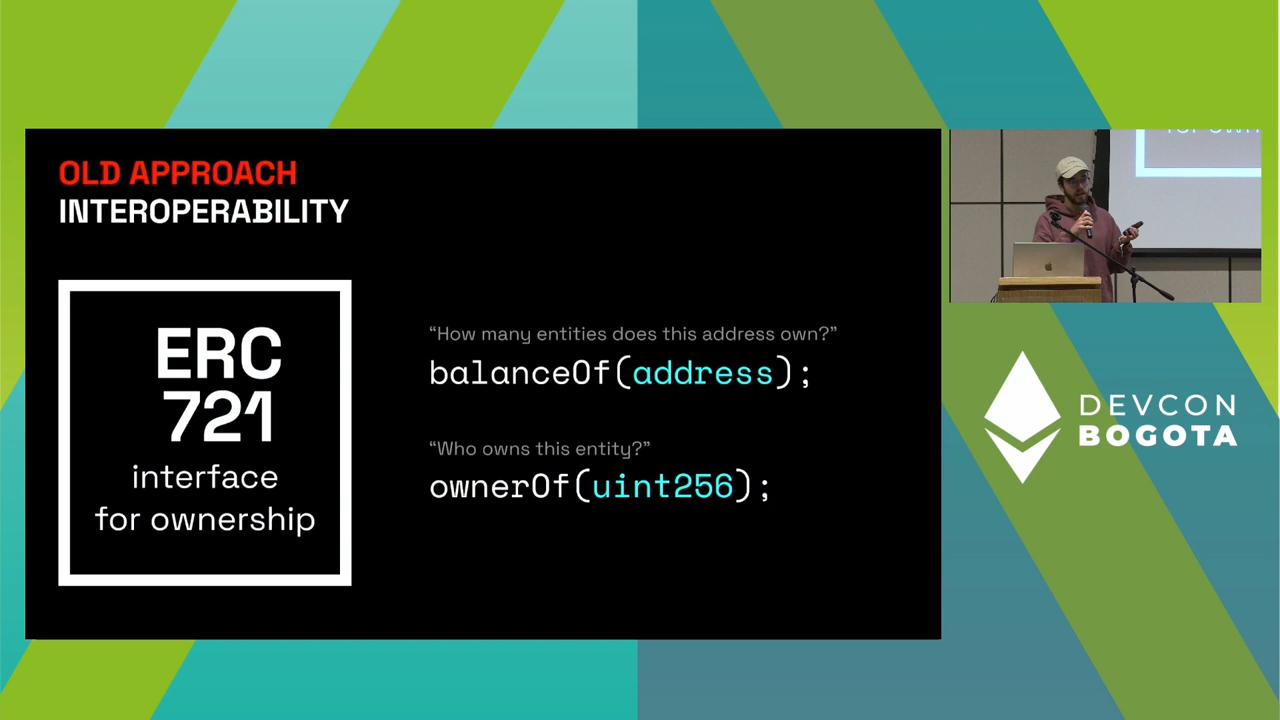 OLD APPROACH
INTEROPERABILITY
ERC
721
interface
for ownership
“How many entities does this address own?”
balanceOf(address);
“Who owns this entity?”
ownerOf(uint256);
DEVCON
BOGOTA